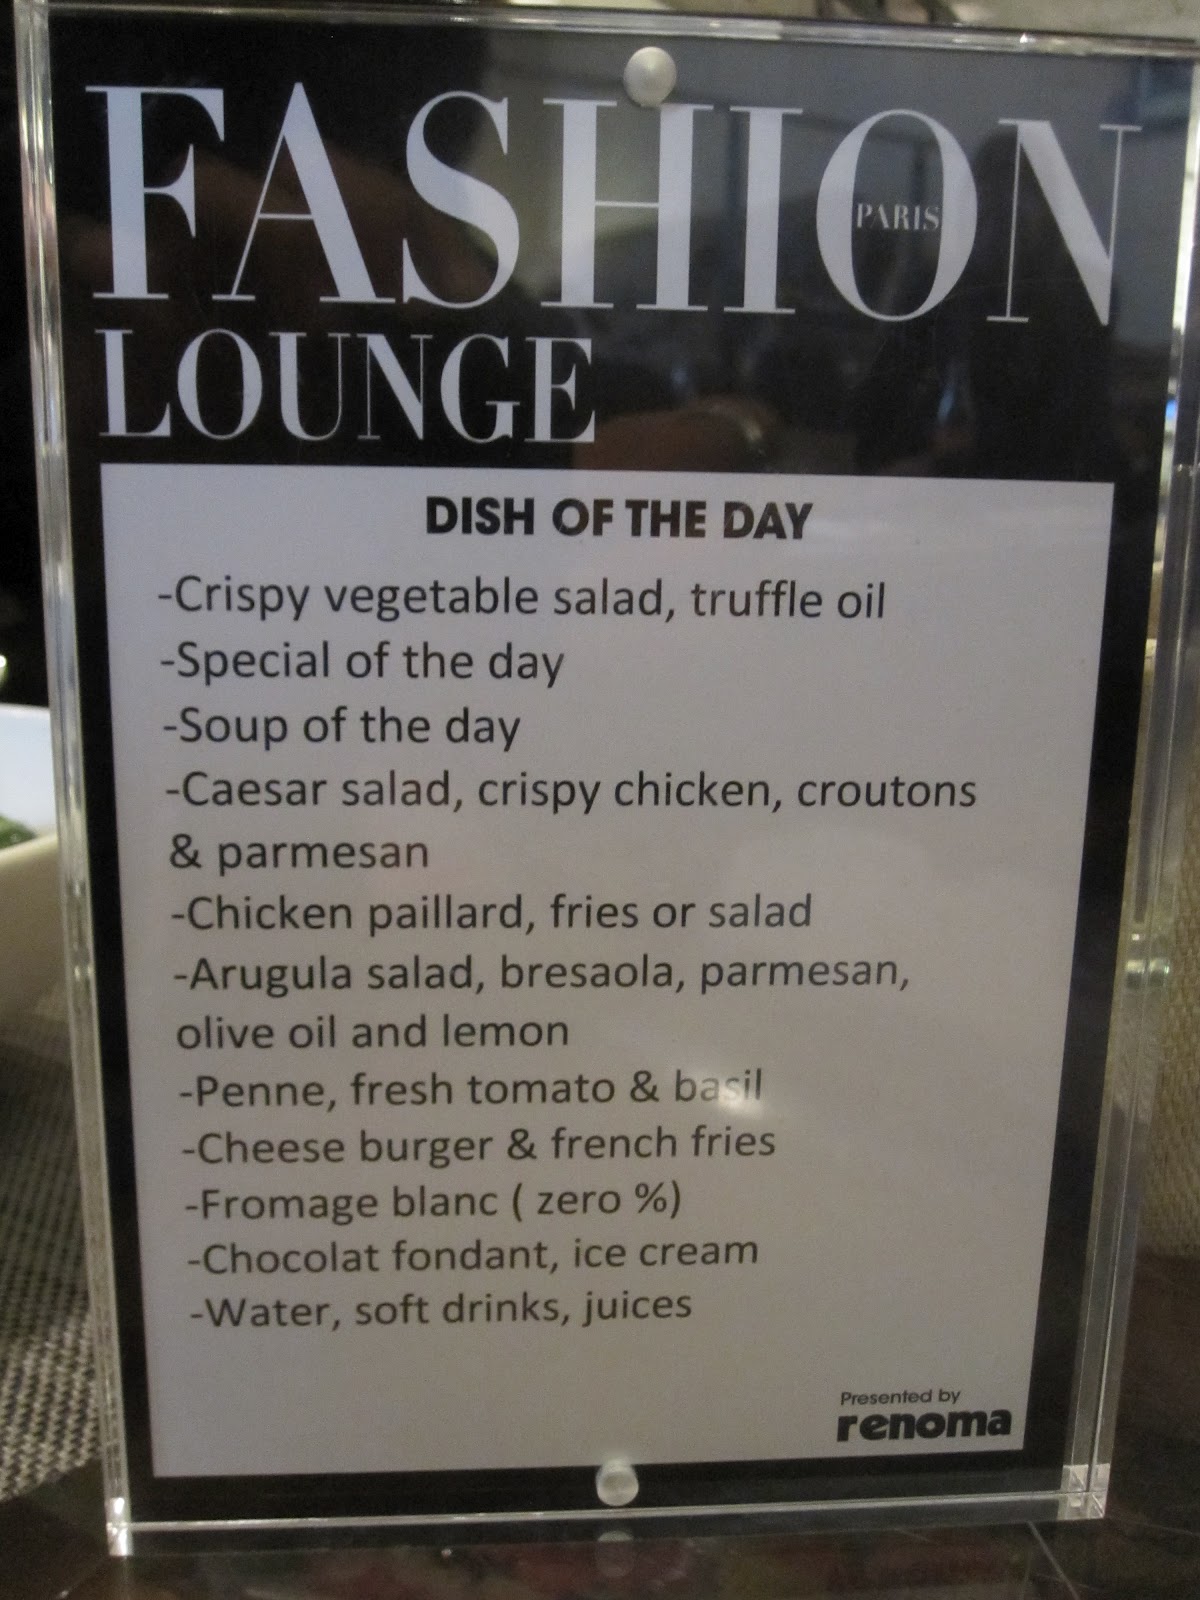 FASHION
PARIS
LOUNGE
DISH OF THE DAY
-Crispy vegetable salad, truffle oil
-Special of the day
-Soup of the day
-Caesar salad, crispy chicken, croutons
& parmesan
-Chicken paillard, fries or salad
-Arugula salad, bresaola, parmesan,
olive oil and lemon
-Penne, fresh tomato & basil
-Cheese burger & french fries
-Fromage blanc ( zero %)
-Chocolat fondant, ice cream
-Water, soft drinks, juices
Presented by
renoma